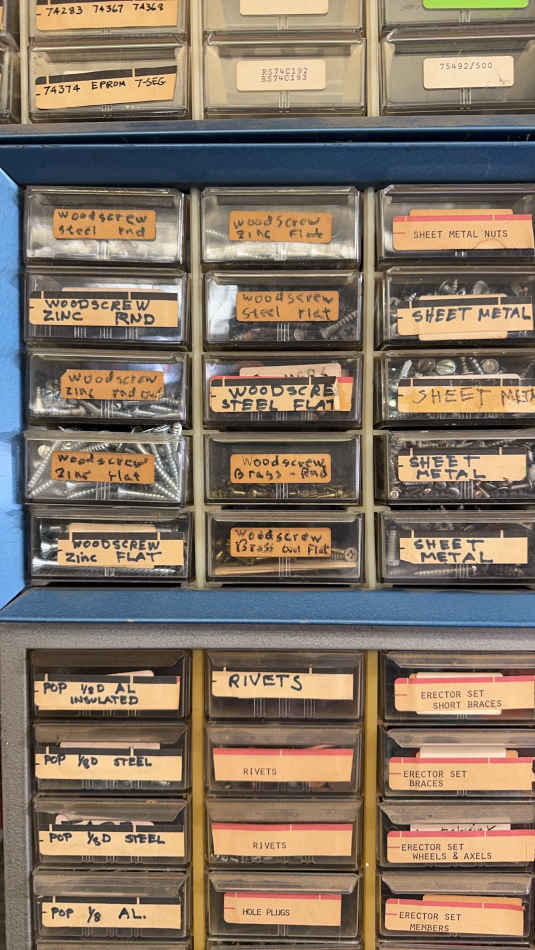 74283 74367 74368
74374 EPROM 7-SEG
RS74C192
RS74C193
75492/500
Woodscrew
Steel rnd
Woodscrew
Zinc Flat
SHEET METAL NUTS
WOODSCREW
ZINC RND
Woodscrew
Steel flat
SHEET METAL
Woodscrew
Zinc rnd
WOODSCRE
STEEL FLAT
SHEET META
Woodscrew
Zinc flat
Woodscrew
Brass - Rnd
SHEET
METAL
WOODSCREW
Zinc FLAT
Woodscrew
Brass Oval Flat
SHEET
METAL
POP 1/8D AL
INSULATED
RIVETS
ERECTOR SET
SHORT BRACES
POP 1/8D STEEL
RIVETS
ERECTOR SET
BRACES
POP 1/8D STEEL
RIVETS
ERECTOR SET
WHEELS & AXELS
POP 1/8 AL.
HOLE PLUGS
ERECTOR SET
MEMBERS